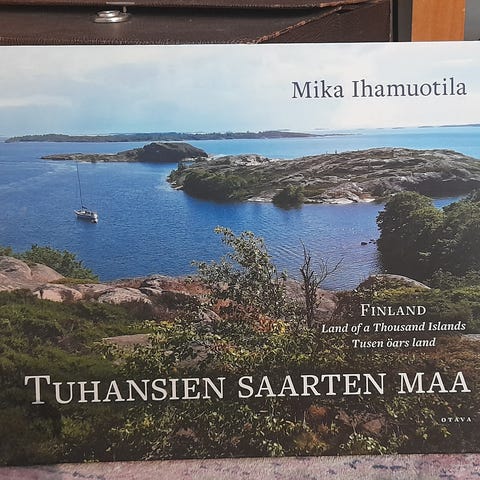 Mika Ihamuotila
FINLAND
Land of a Thousand Islands
Tusen öars land
TUHANSIEN SAARTEN MAA
OTAVA